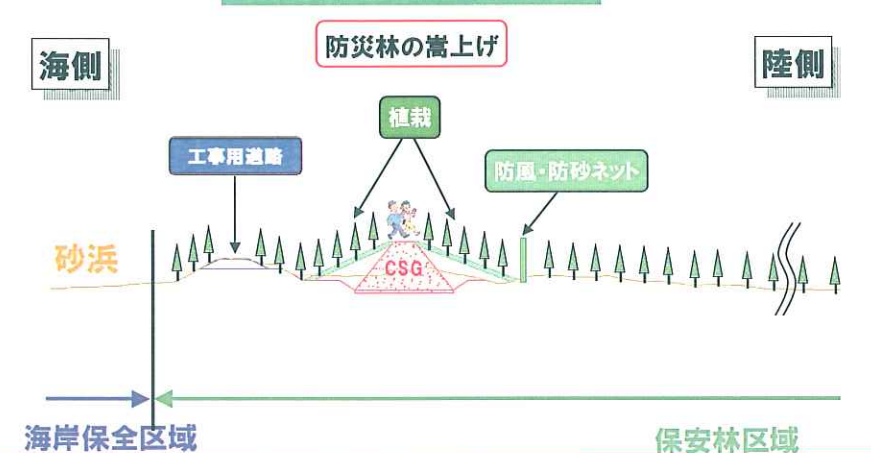 防災林の嵩上げ
海側
陸側
植栽
工事用道路
防風・防砂ネット
砂浜
CSG
海岸保全区域
保安林区域